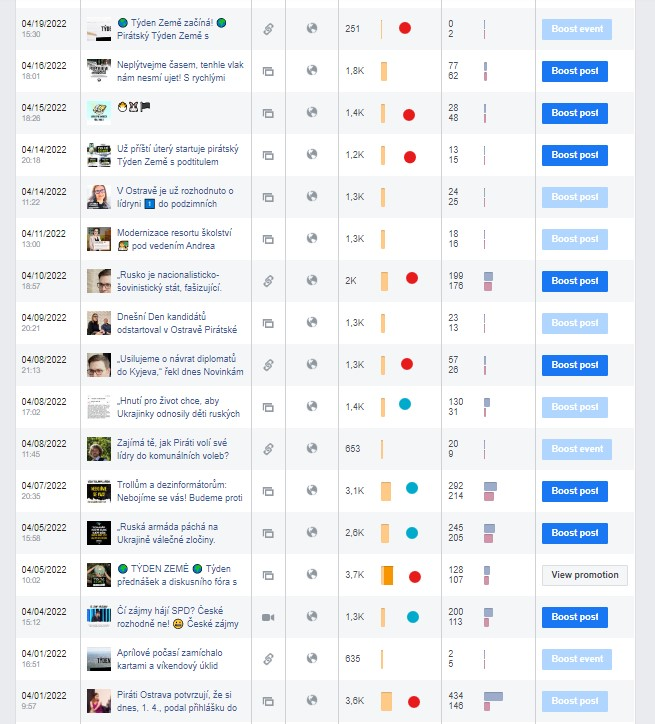 04/19/2022
15:30
Týden Země začíná!
Pirátský Týden Země s
251
0
2
Boost event
04/16/2022
18:01
Neplýtvejme časem, tenhle vlak
nám nesmí ujet! S rychlými
1,8K
77
62
Boost post
04/15/2022
18:26
1,4K
28
48
Boost post
04/14/2022
20:18
Už příští úterý startuje pirátský
Týden Země s podtitulem
1,2K
13
15
Boost post
04/14/2022
11:22
V Ostravě je už rozhodnuto o
lídryni 1 do podzimních
1,3K
24
25
Boost post
04/11/2022
13:00
Modernizace resortu školství
pod vedením Andrea
1,3K
18
16
Boost post
04/10/2022
18:57
„Rusko je nacionalisticko-
šovinistický stát, fašizující.
2K
199
176
Boost post
04/09/2022
20:21
Dnešní Den kandidátů
odstartoval v Ostravě Pirátské
1,3K
23
13
Boost post
04/08/2022
21:13
„Usilujeme o návrat diplomatů
do Kyjeva,“ řekl dnes Novinkám
1,3K
57
26
Boost post
04/08/2022
17:02
„Hnutí pro život chce, aby
Ukrajinky odnosily děti ruských
1,4K
130
31
Boost post
04/08/2022
11:45
Zajímá tě, jak Piráti volí své
lídry do komunálních voleb?
653
20
9
Boost event
04/07/2022
20:35
Trollům a dezinformátorům:
Nebojíme se vás! Budeme proti
3,1K
292
214
Boost post
04/05/2022
15:56
„Ruská armáda páchá na
Ukrajině válečné zločiny.
2,6K
245
205
Boost post
04/05/2022
10:02
TÝDEN ZEMĚ Týden
přednášek a diskusního fóra s
3,7K
128
107
View promotion
04/04/2022
15:12
Čí zájmy hájí SPD? České
rozhodně ne! České zájmy
1,3K
200
113
Boost post
04/01/2022
16:51
Aprílové počasí zamíchalo
kartami a víkendový úklid
635
2
5
Boost event
04/01/2022
9:57
Piráti Ostrava potvrzují, že si
dnes, 1. 4., podal přihlášku do
3,6K
434
146
Boost post